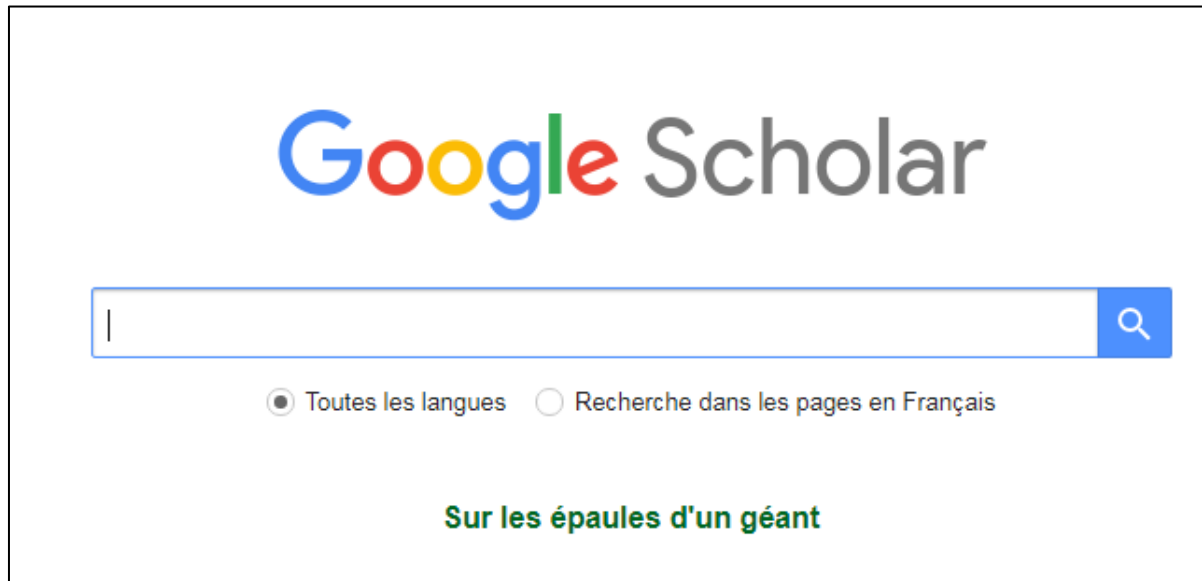 Google Scholar
Toutes les langues Recherche dans les pages en Français
Sur les épaules d'un géant